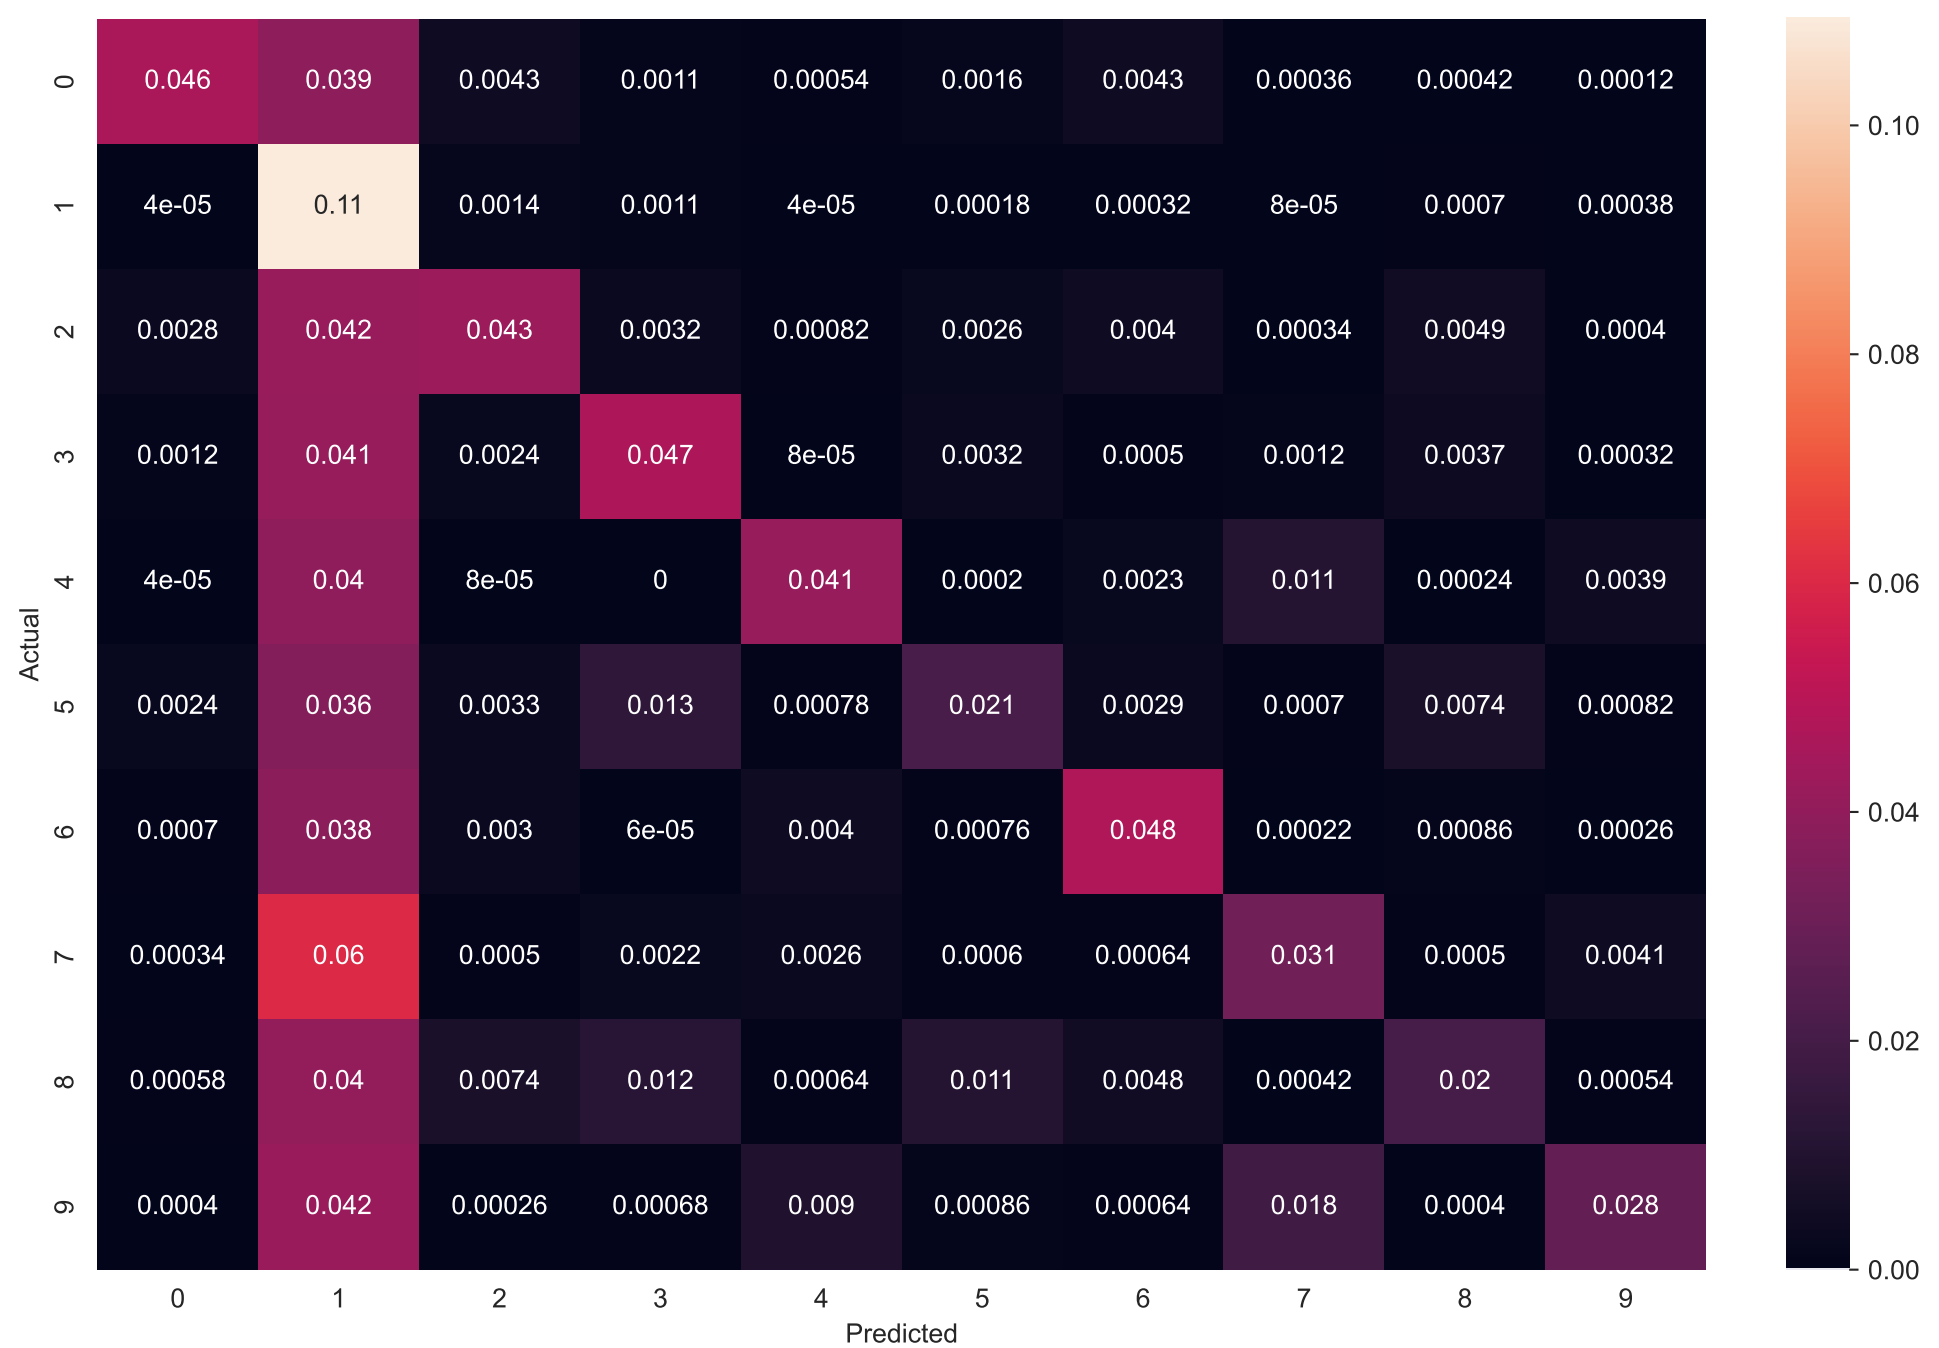 0 0.046 0.039 0.0043 0.0011 0.00054 0.0016 0.0043 0.00036 0.00042 0.00012
1 4e-05 0.11 0.0014 0.0011 4e-05 0.00018 0.00032 8e-05 0.0007 0.00038
2 0.0028 0.042 0.043 0.0032 0.00082 0.0026 0.004 0.00034 0.0049 0.0004
3 0.0012 0.041 0.0024 0.047 8e-05 0.0032 0.0005 0.0012 0.0037 0.00032
4 4e-05 0.04 8e-05 0 0.041 0.0002 0.0023 0.011 0.00024 0.0039
5 0.0024 0.036 0.0033 0.013 0.00078 0.021 0.0029 0.0007 0.0074 0.00082
6 0.0007 0.038 0.003 6e-05 0.004 0.00076 0.048 0.00022 0.00086 0.00026
7 0.00034 0.06 0.0005 0.0022 0.0026 0.0006 0.00064 0.031 0.0005 0.0041
8 0.00058 0.04 0.0074 0.012 0.00064 0.011 0.0048 0.00042 0.02 0.00054
9 0.0004 0.042 0.00026 0.00068 0.009 0.00086 0.00064 0.018 0.0004 0.028
0 1 2 3 4 5 6 7 8 9
Predicted
Actual
0.10
0.08
0.06
0.04
0.02
0.00